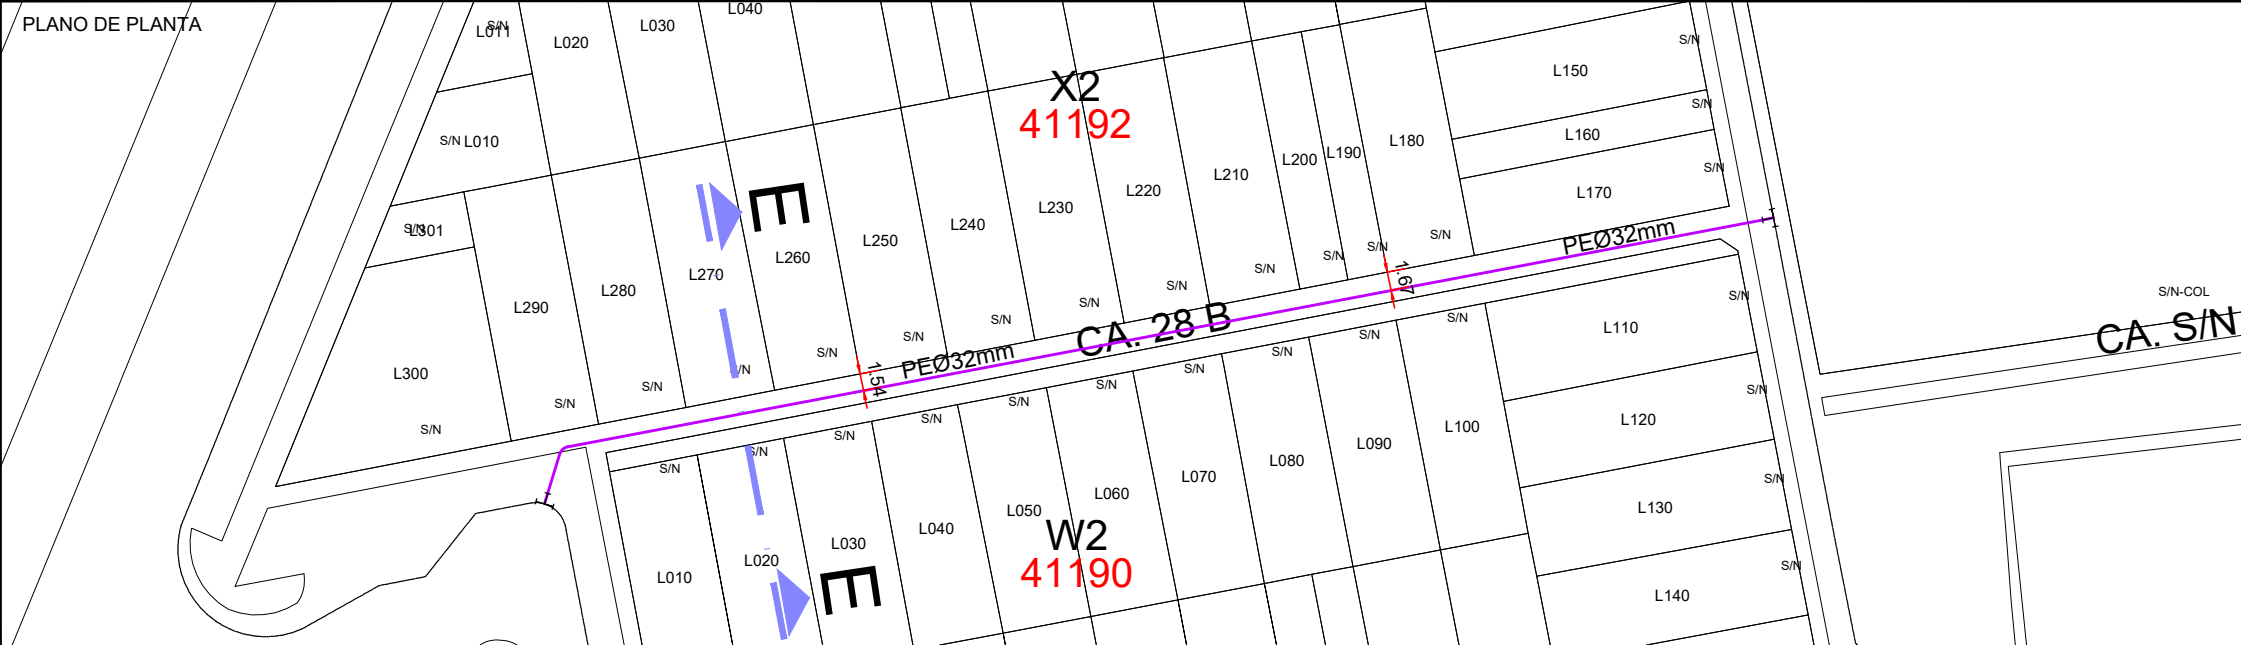 PLANO DE PLANTA
L011
S/N
L020
L030
L040
S/N
L010
S/N
L301
L300
S/N
L290
S/N
L280
S/N
L270
S/N
L260
S/N
L250
S/N
L240
S/N
L230
S/N
L220
S/N
L210
S/N
L200
S/N
L190
S/N
L180
S/N
X2
41192
S/N
L150
S/N
L160
S/N
L170
E
PEØ32mm
1.67
CA. 28 B
PEØ32mm
1.54
S/N-COL
CA. S/N
S/N
L010
S/N
L020
S/N
L030
S/N
L040
S/N
L050
S/N
L060
S/N
L070
S/N
L080
S/N
L090
S/N
L100
S/N
L110
S/N
L120
S/N
L130
S/N
L140
W2
41190
E